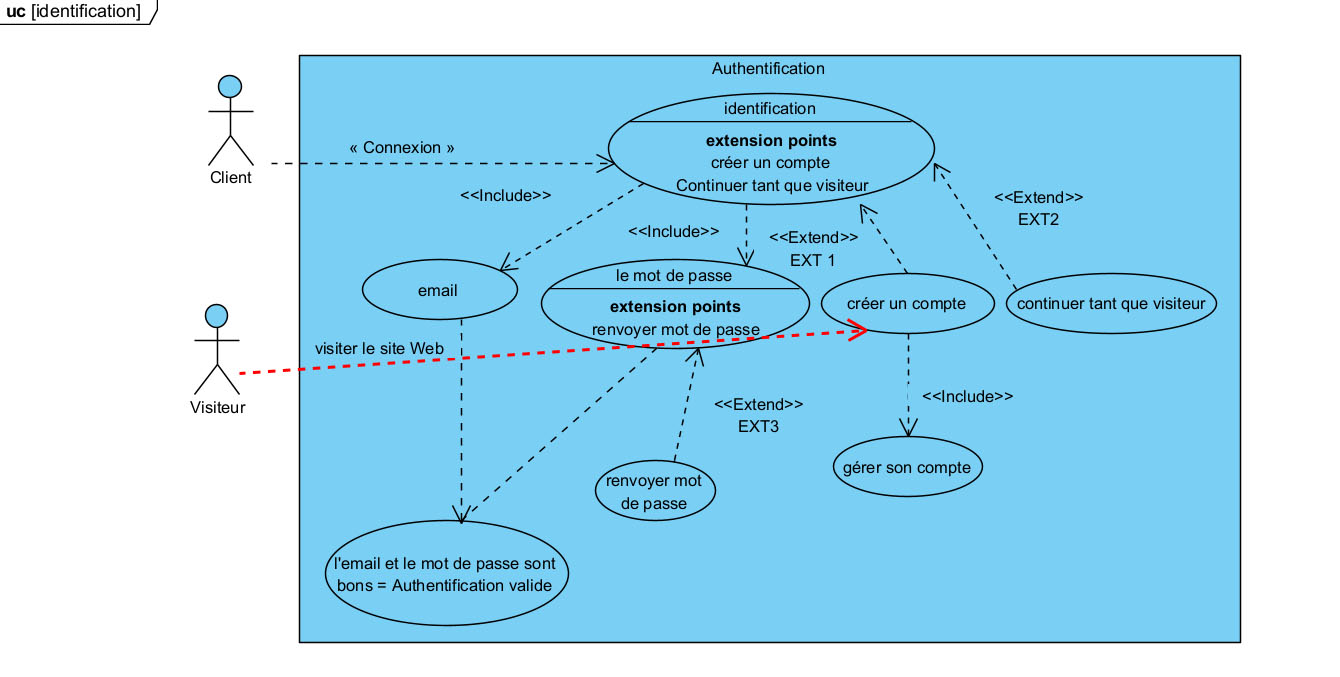 uc [identification]
Authentification
identification
extension points
créer un compte
Continuer tant que visiteur
« Connexion »
Client
<<Include>>
<<Include>>
<<Extend>>
EXT 1
<<Extend>>
EXT2
email
le mot de passe
extension points
renvoyer mot de passe
créer un compte
continuer tant que visiteur
visiter le site Web
Visiteur
<<Extend>>
EXT3
<<Include>>
gérer son compte
renvoyer mot
de passe
l'email et le mot de passe sont
bons = Authentification valide